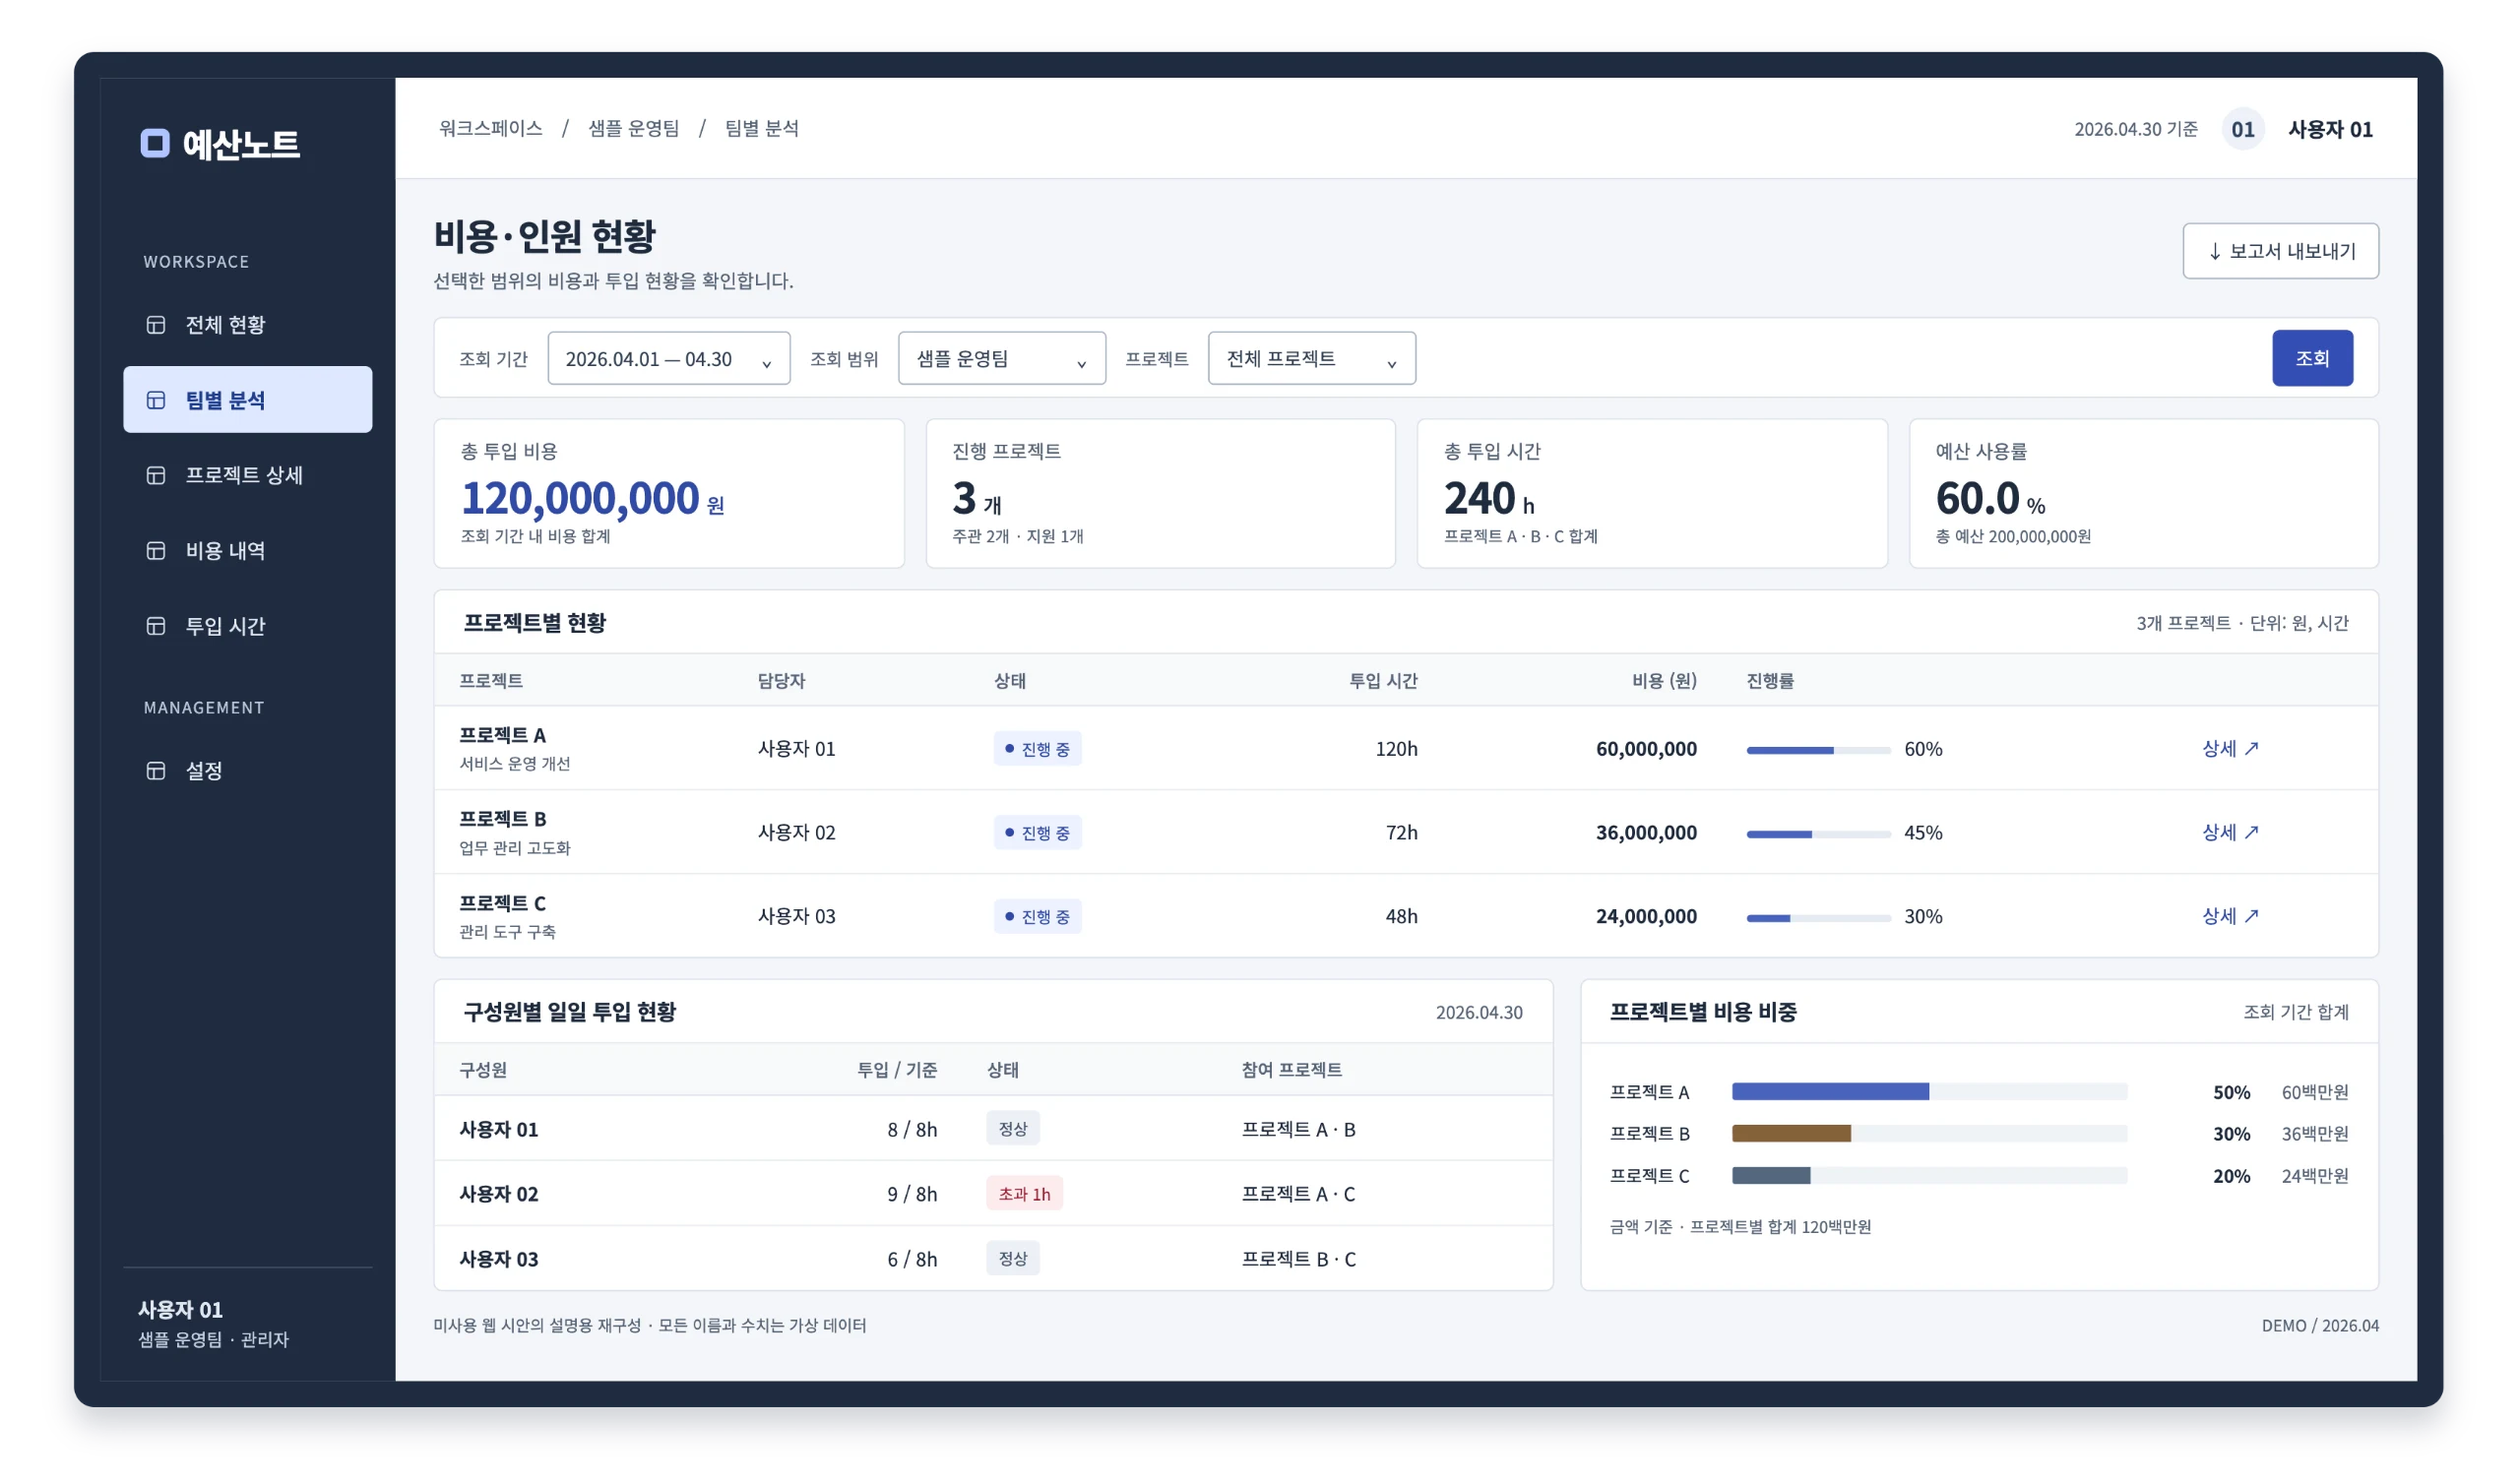 예산노트
WORKSPACE
전체 현황
팀별 분석
프로젝트 상세
비용 내역
투입 시간
MANAGEMENT
설정
사용자 01
샘플 운영팀 · 관리자
워크스페이스 / 샘플 운영팀 / 팀별 분석
2026.04.30 기준 01 사용자 01
비용·인원 현황
선택한 범위의 비용과 투입 현황을 확인합니다.
↓ 보고서 내보내기
조회 기간 2026.04.01 — 04.30 조회 범위 샘플 운영팀 프로젝트 전체 프로젝트 조회
총 투입 비용
120,000,000 원
조회 기간 내 비용 합계
진행 프로젝트
3 개
주관 2개 · 지원 1개
총 투입 시간
240 h
프로젝트 A · B · C 합계
예산 사용률
60.0 %
총 예산 200,000,000원
프로젝트별 현황 3개 프로젝트 · 단위: 원, 시간
프로젝트 담당자 상태 투입 시간 비용 (원) 진행률
프로젝트 A
서비스 운영 개선
사용자 01 진행 중 120h 60,000,000 60% 상세 ↗
프로젝트 B
업무 관리 고도화
사용자 02 진행 중 72h 36,000,000 45% 상세 ↗
프로젝트 C
관리 도구 구축
사용자 03 진행 중 48h 24,000,000 30% 상세 ↗
구성원별 일일 투입 현황 2026.04.30
구성원 투입 / 기준 상태 참여 프로젝트
사용자 01 8 / 8h 정상 프로젝트 A · B
사용자 02 9 / 8h 초과 1h 프로젝트 A · C
사용자 03 6 / 8h 정상 프로젝트 B · C
프로젝트별 비용 비중 조회 기간 합계
프로젝트 A 50% 60백만원
프로젝트 B 30% 36백만원
프로젝트 C 20% 24백만원
금액 기준 · 프로젝트별 합계 120백만원
미사용 웹 시안의 설명용 재구성 · 모든 이름과 수치는 가상 데이터
DEMO / 2026.04